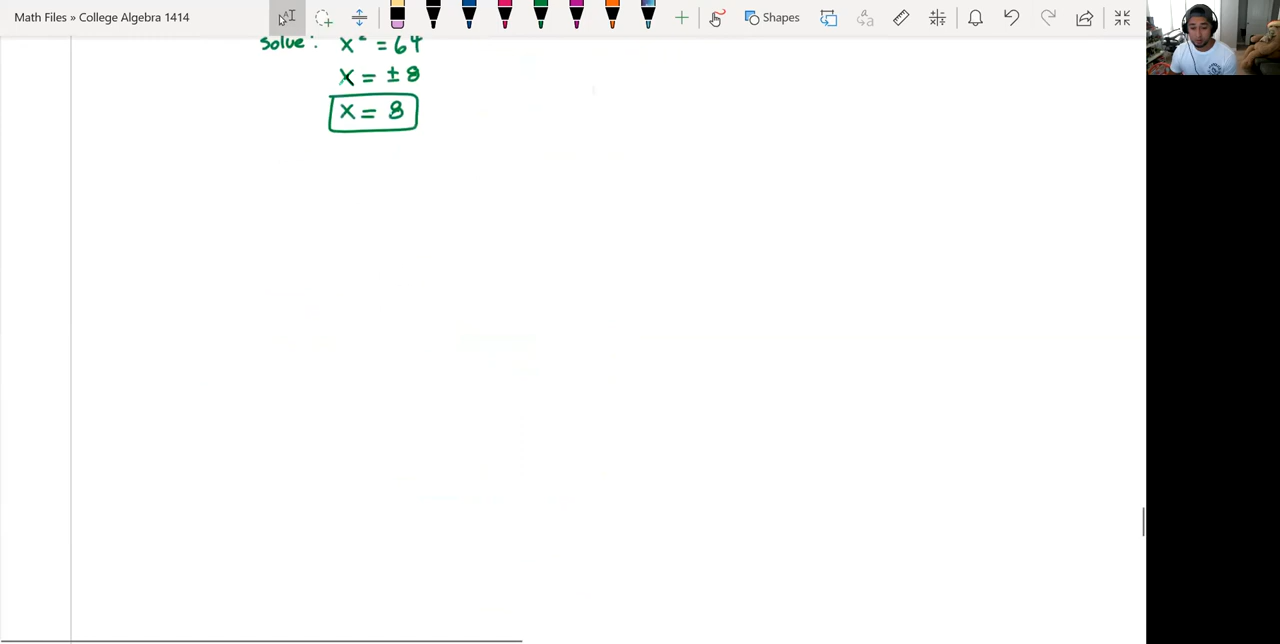 Math Files » College Algebra 1414
Shapes
Solve: x² = 64
x = ± 8
x = 8